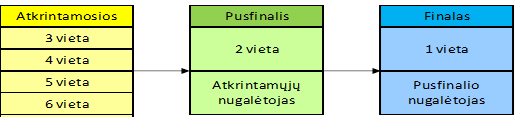 Atkrintamosios
3 vieta
4 vieta
5 vieta
6 vieta
Pusfinalis
2 vieta
Atkrintamųjų
nugalėtojas
Finalas
1 vieta
Pusfinalio
nugalėtojas